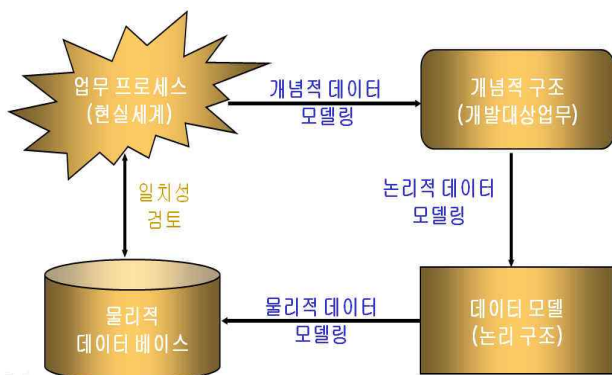 업무 프로세스
(현실세계)
개념적 데이터
모델링
개념적 구조
(개발대상업무)
일치성
검토
논리적 데이터
모델링
물리적
데이터 베이스
물리적 데이터
모델링
데이터 모델
(논리 구조)